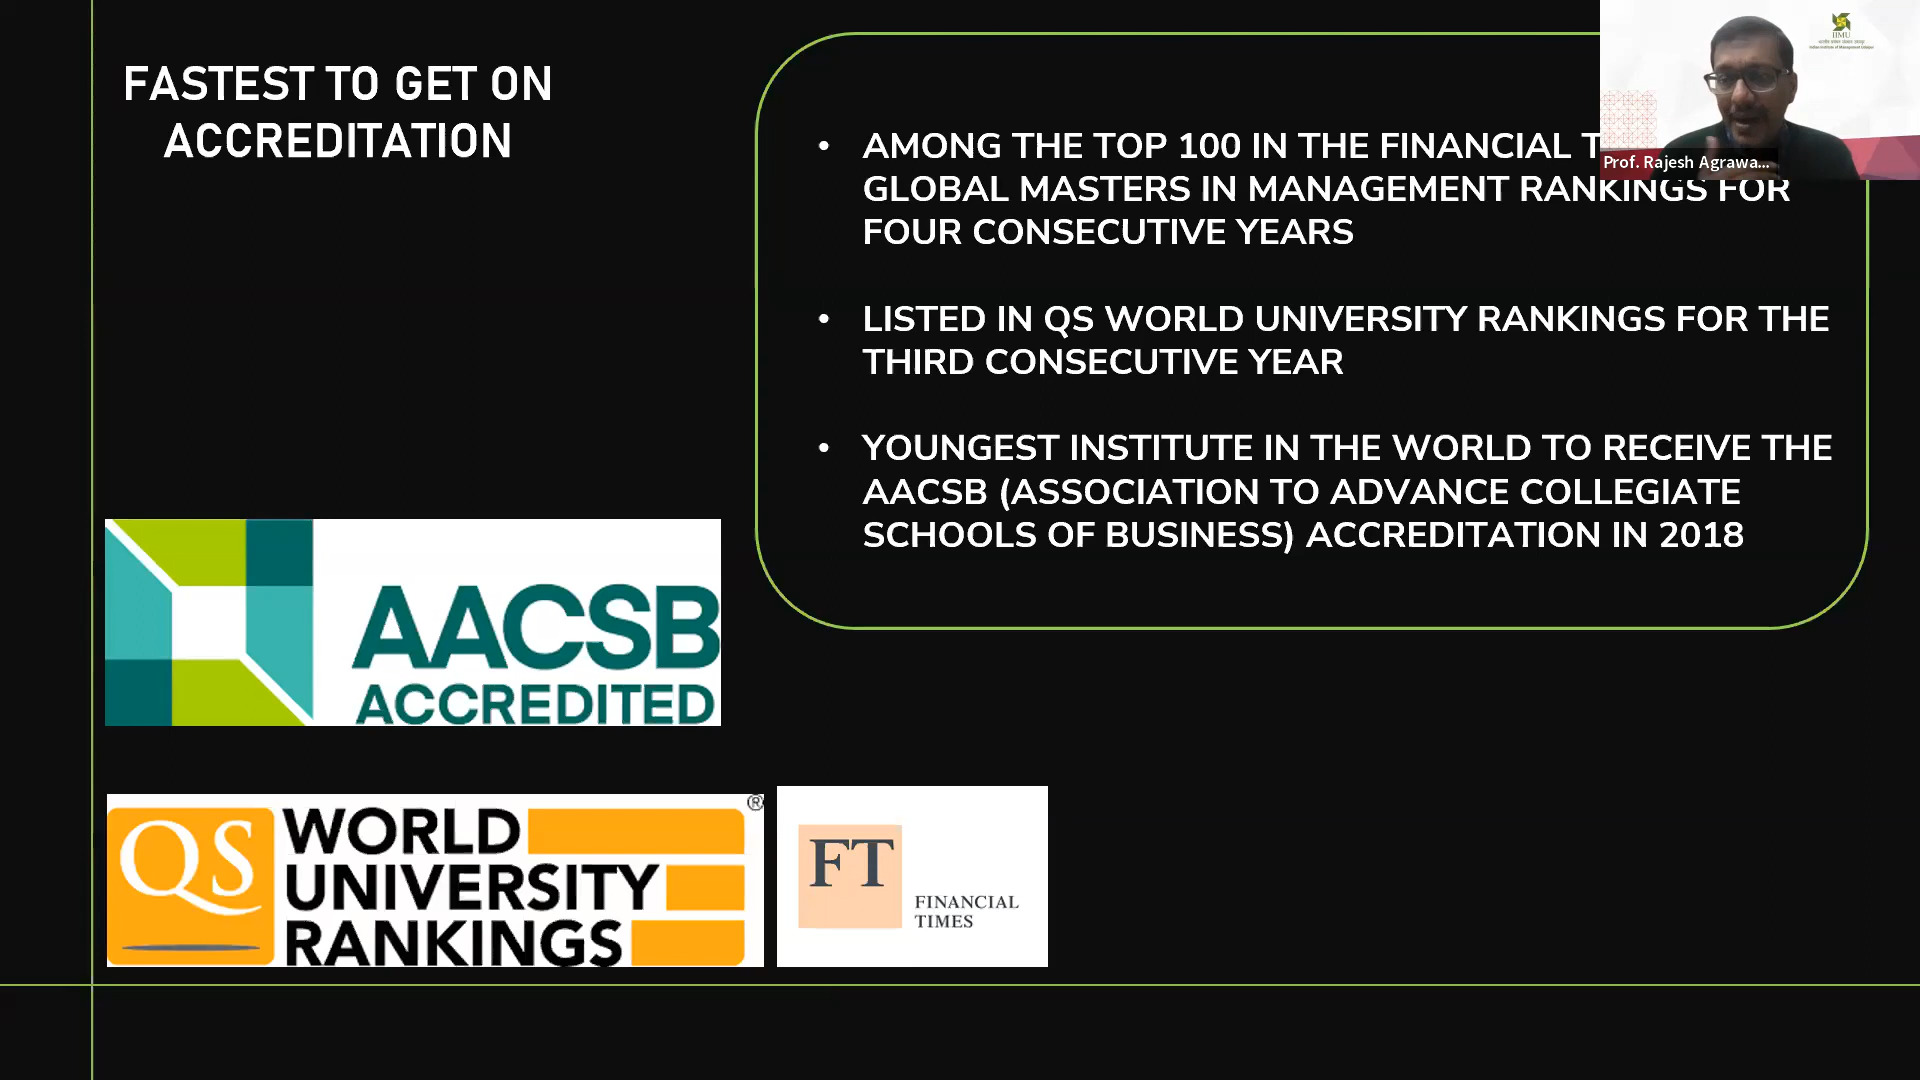 FASTEST TO GET ON
ACCREDITATION
• AMONG THE TOP 100 IN THE FINANCIAL
GLOBAL MASTERS IN MANAGEMENT RANKINGS FOR
FOUR CONSECUTIVE YEARS
• LISTED IN QS WORLD UNIVERSITY RANKINGS FOR THE
THIRD CONSECUTIVE YEAR
• YOUNGEST INSTITUTE IN THE WORLD TO RECEIVE THE
AACSB (ASSOCIATION TO ADVANCE COLLEGIATE
SCHOOLS OF BUSINESS) ACCREDITATION IN 2018
IIMU
Prof. Rajesh Agrawa...
AACSB
ACCREDITED
QS
WORLD
UNIVERSITY
RANKINGS
®
FT
FINANCIAL
TIMES